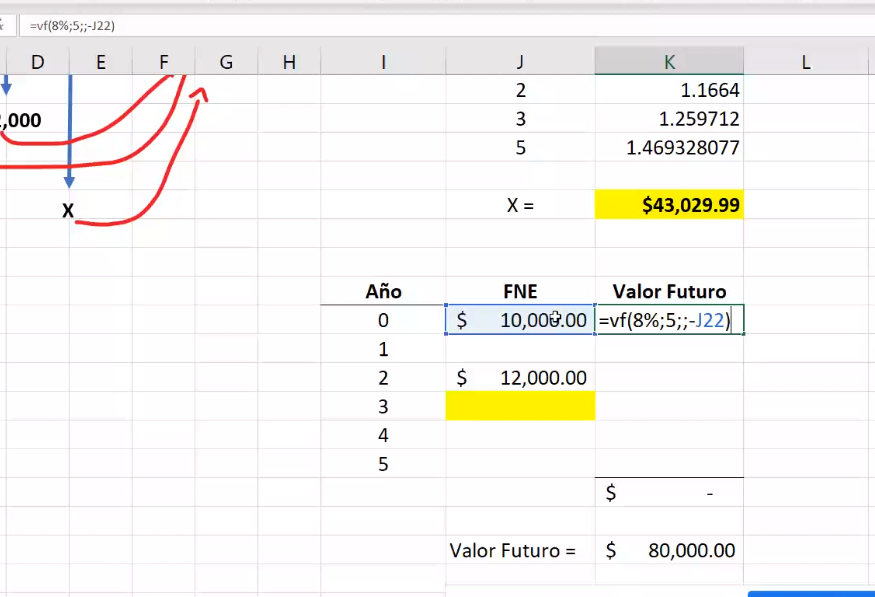 =vf(8%;5;;-J22)
D E F G H I J K L
2 1.1664
,000 3 1.259712
5 1.469328077
X X = $43,029.99
Año FNE Valor Futuro
0 $ 10,000.00 =vf(8%;5;;-J22)
1
2 $ 12,000.00
3
4
5
$ -
Valor Futuro = $ 80,000.00